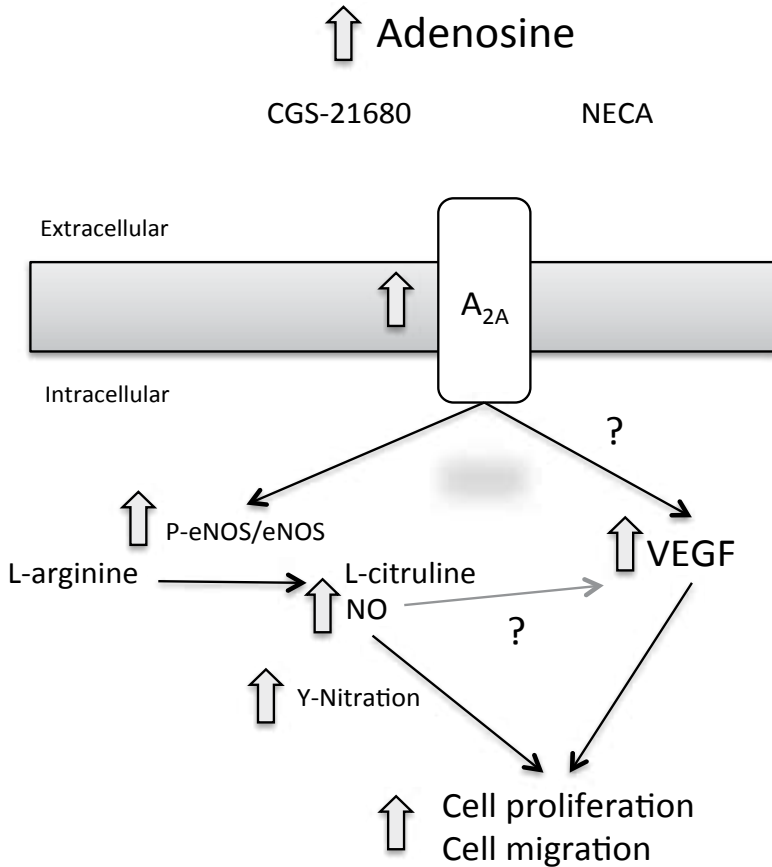 Adenosine
CGS-21680 NECA
Extracellular
A2A
Intracellular
?
P-eNOS/eNOS
VEGF
L-arginine
L-citruline
NO
?
Y-Nitration
Cell proliferation
Cell migration